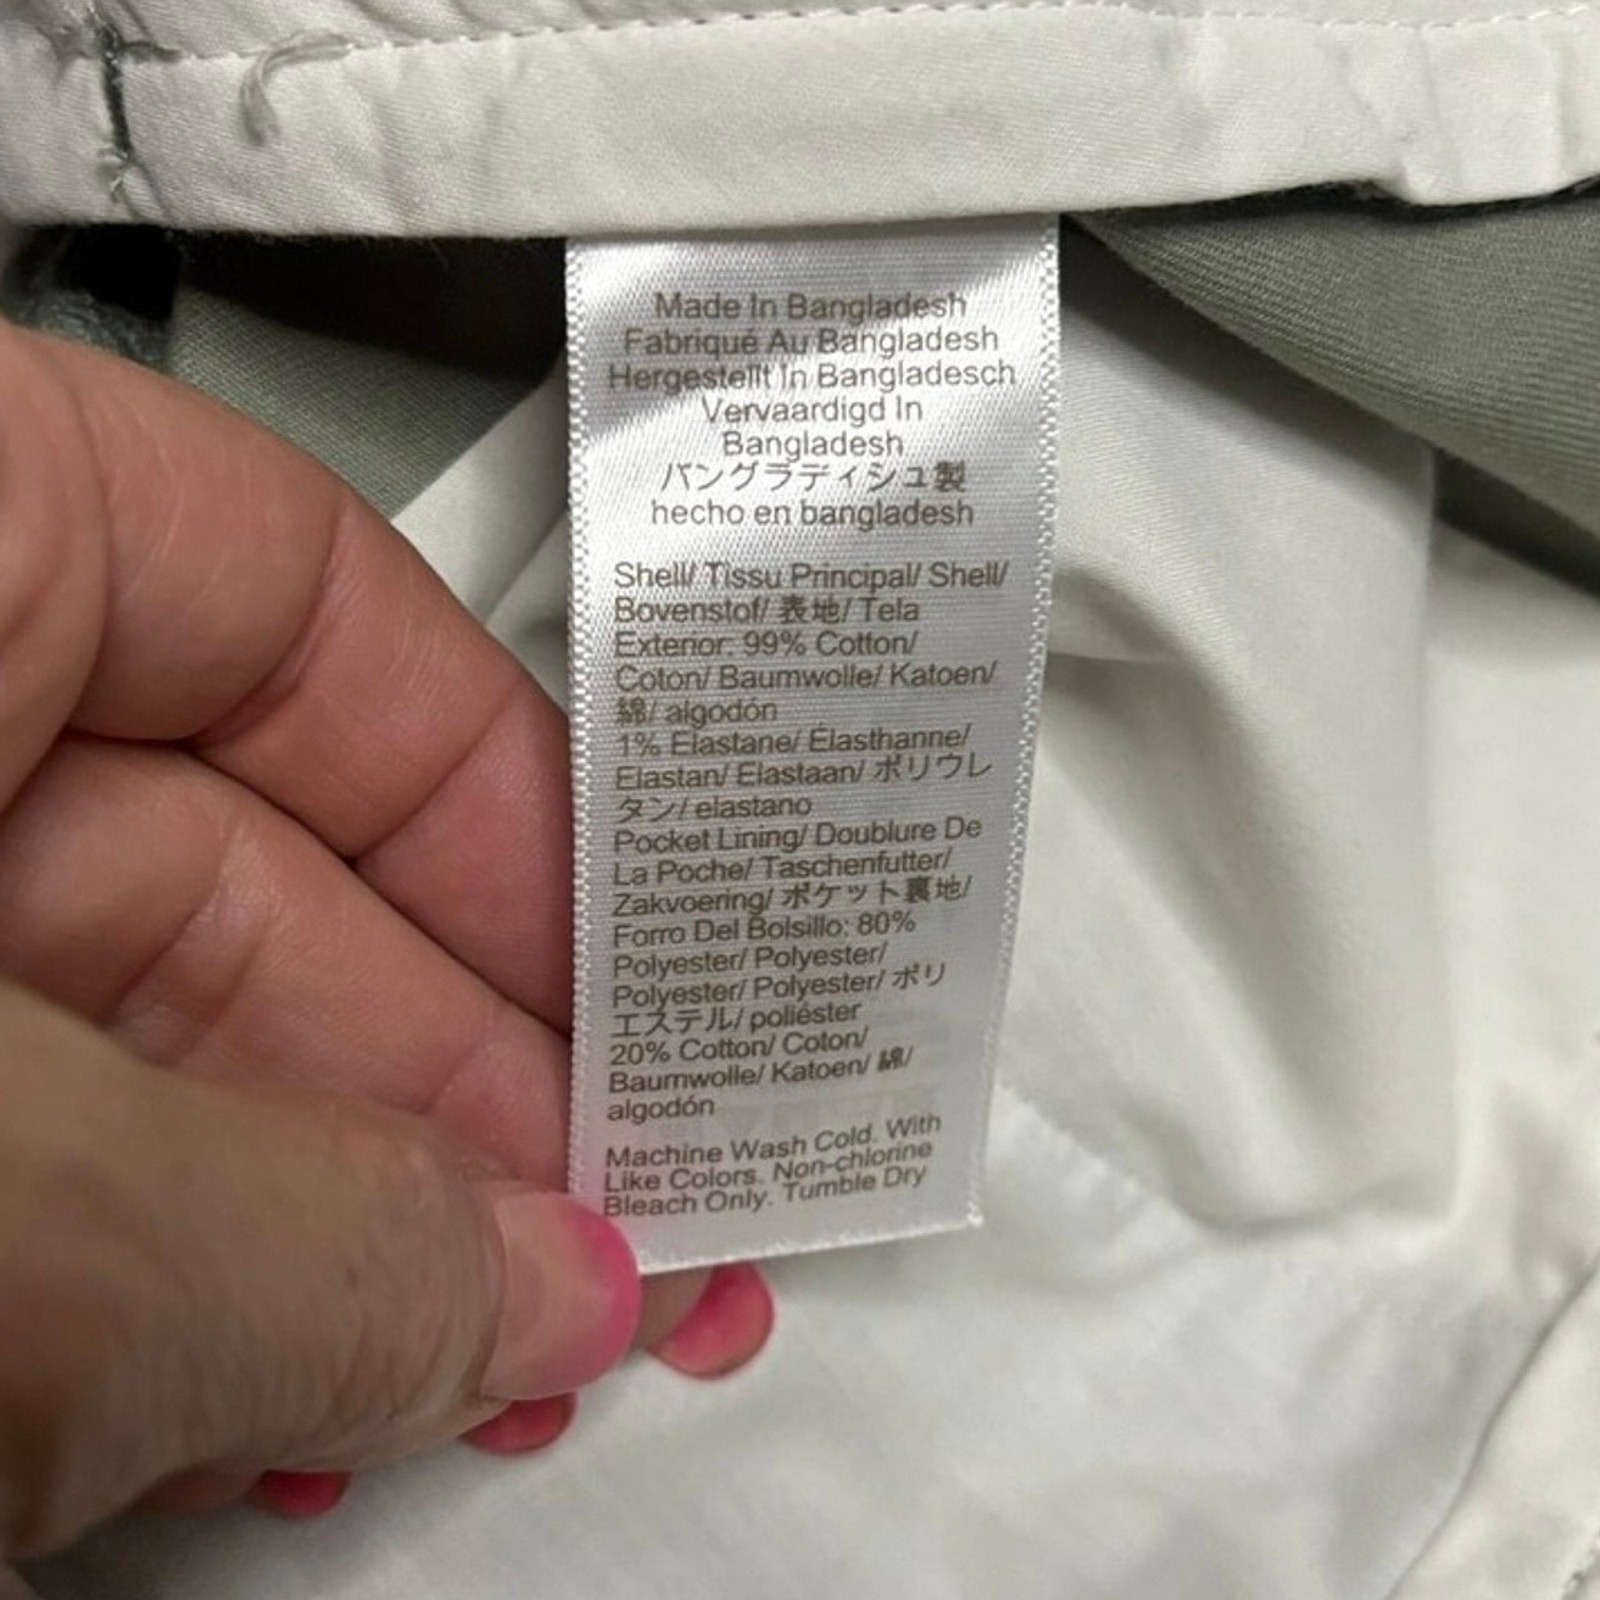 Made In Bangladesh
Fabriqué Au Bangladesh
Hergestellt In Bangladesch
Vervaardigd In
Bangladesh
バングラディシュ製
hecho en bangladesh
Shell/ Tissu Principal/ Shell/
Bovenstof/ 表地/ Tela
Exterior: 99% Cotton/
Coton/ Baumwolle/ Katoen/
綿/ algodón
1% Elastane/ Élasthanne/
Elastan/ Elastaan/ ポリウレ
タン/ elastano
Pocket Lining/ Doublure De
La Poche/ Taschenfutter/
Zakvoering/ ポケット裏地/
Forro Del Bolsillo: 80%
Polyester/ Polyester/
Polyester/ Polyester/ ポリ
エステル/ poliéster
20% Cotton/ Coton/
Baumwolle/ Katoen/ 綿/
algodón
Machine Wash Cold. With
Like Colors. Non-chlorine
Bleach Only. Tumble Dry